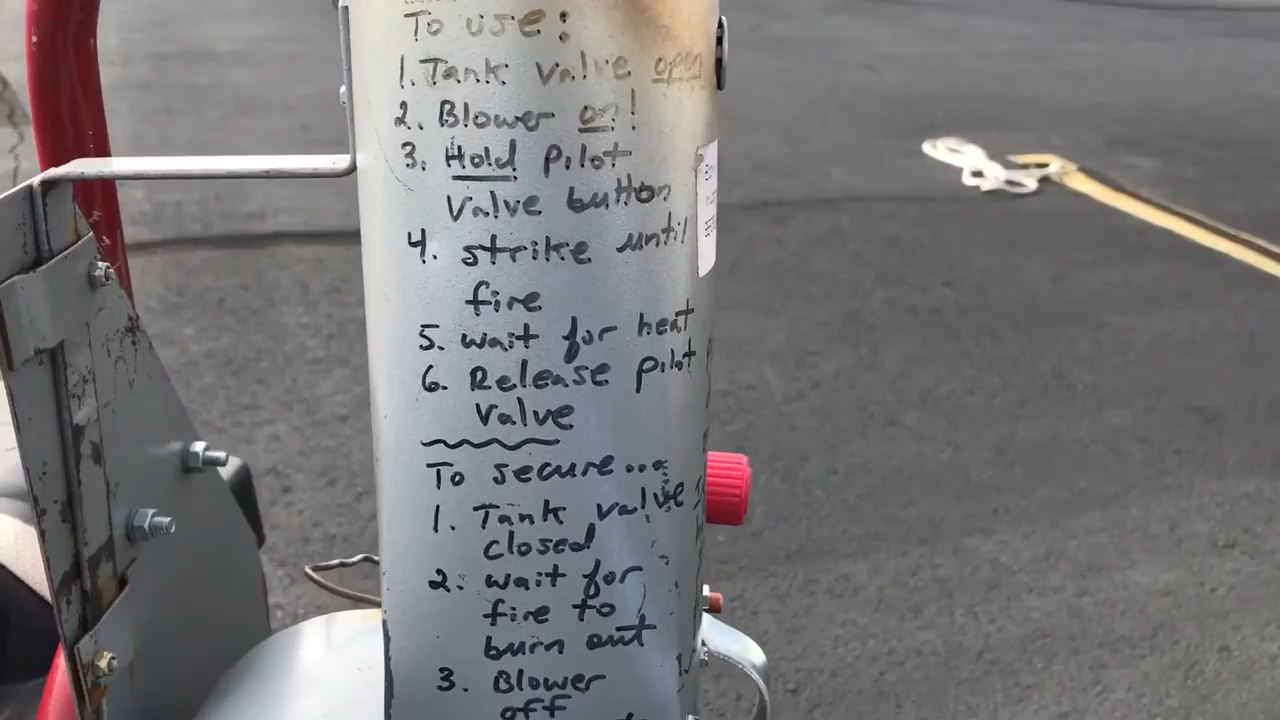 To use:
1. Tank valve open
2. Blower on!
3. Hold pilot
valve button
4. strike until
fire
5. wait for heat
6. Release pilot
valve
To secure...
1. Tank valve
closed
2. wait for
fire to
burn out
3. Blower
off